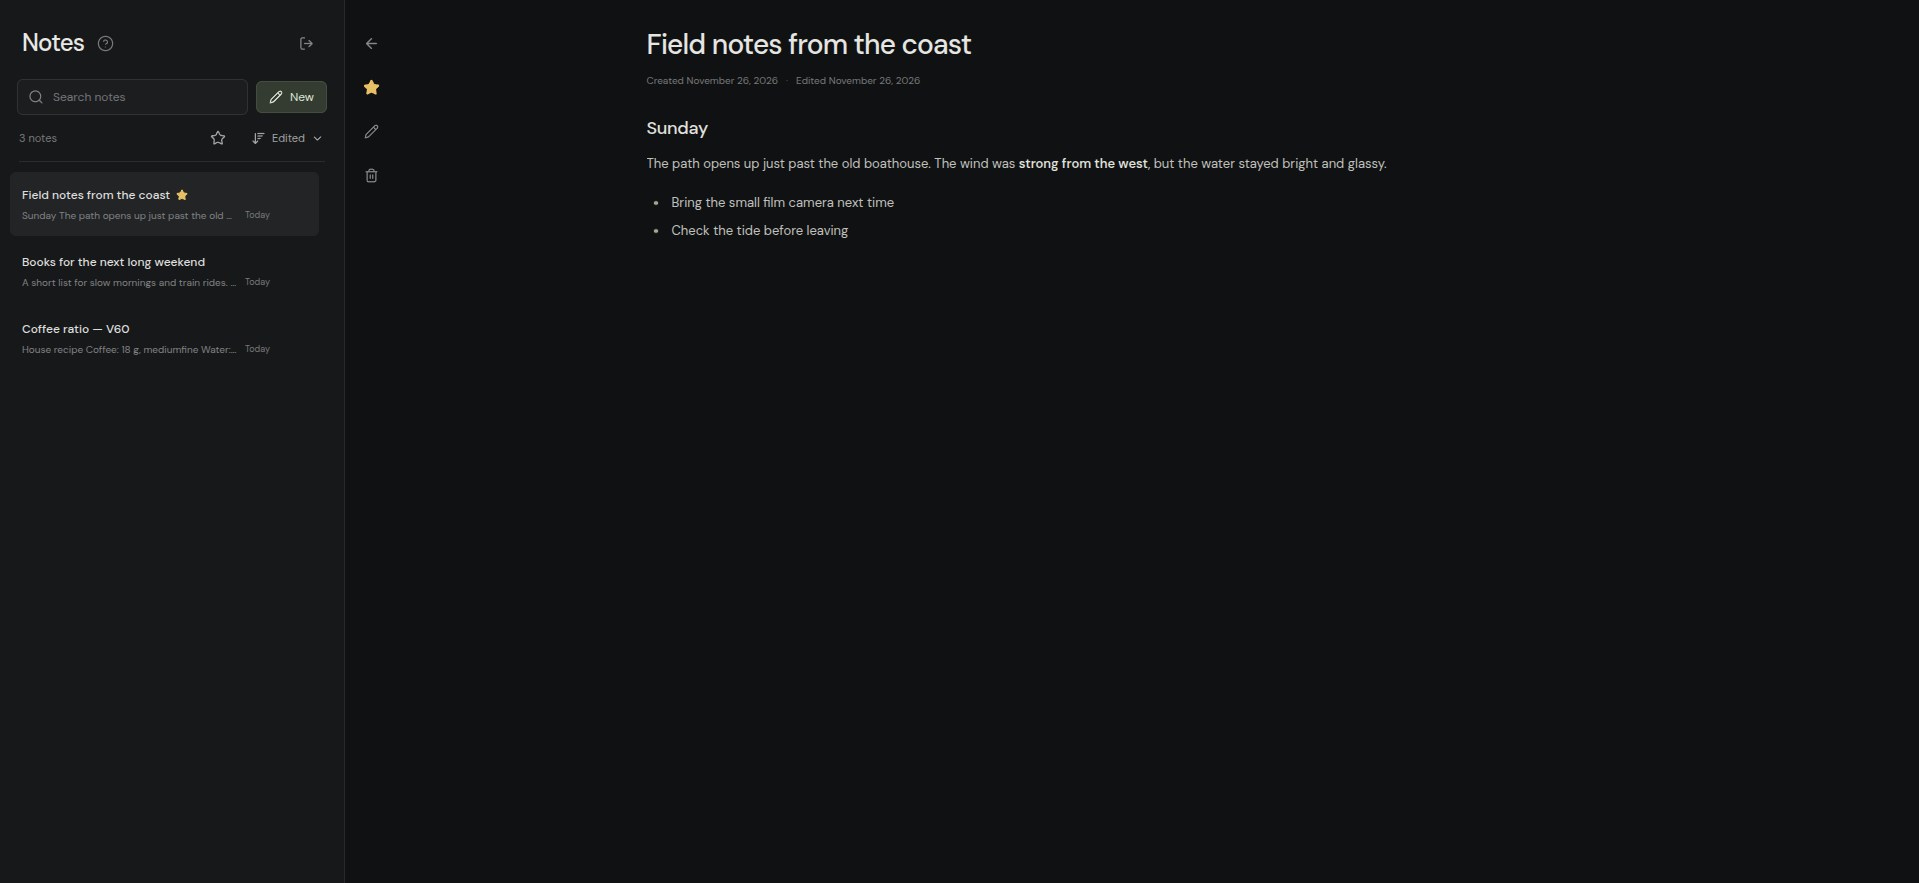 Notes
Search notes
New
3 notes
Edited
Field notes from the coast
Sunday The path opens up just past the old ...
Today
Books for the next long weekend
A short list for slow mornings and train rides. ...
Today
Coffee ratio — V60
House recipe Coffee: 18 g, mediumfine Water:...
Today
Field notes from the coast
Created November 26, 2026 · Edited November 26, 2026
Sunday
The path opens up just past the old boathouse. The wind was strong from the west, but the water stayed bright and glassy.
• Bring the small film camera next time
• Check the tide before leaving